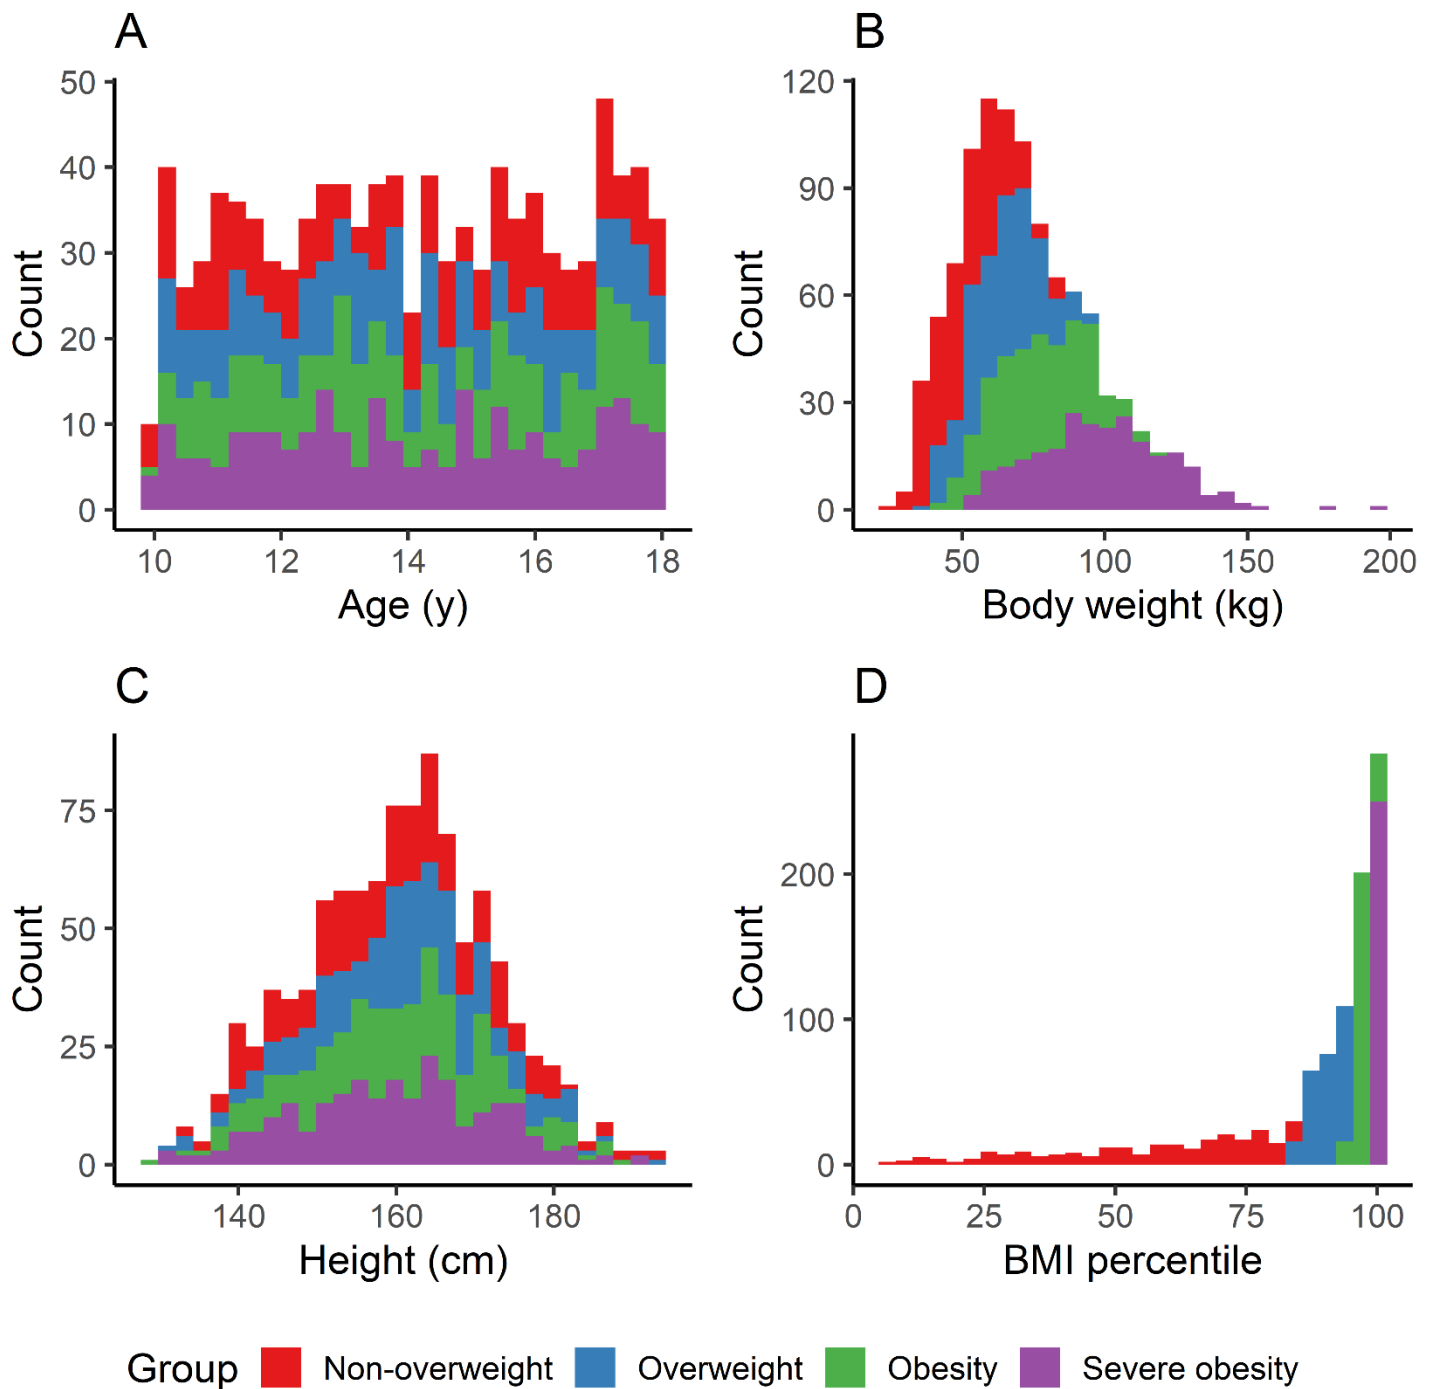 A
50
40
30
20
10
0
Count
10 12 14 16 18
Age (y)
B
120
90
60
30
0
Count
50 100 150 200
Body weight (kg)
C
75
50
25
0
Count
140 160 180
Height (cm)
D
200
100
0
Count
0 25 50 75 100
BMI percentile
Group Non-overweight Overweight Obesity Severe obesity